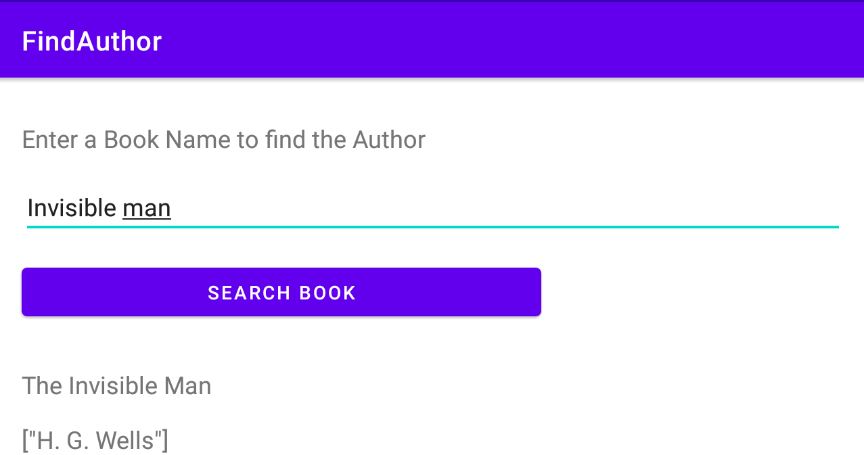 FindAuthor
Enter a Book Name to find the Author
Invisible man
SEARCH BOOK
The Invisible Man
["H. G. Wells"]